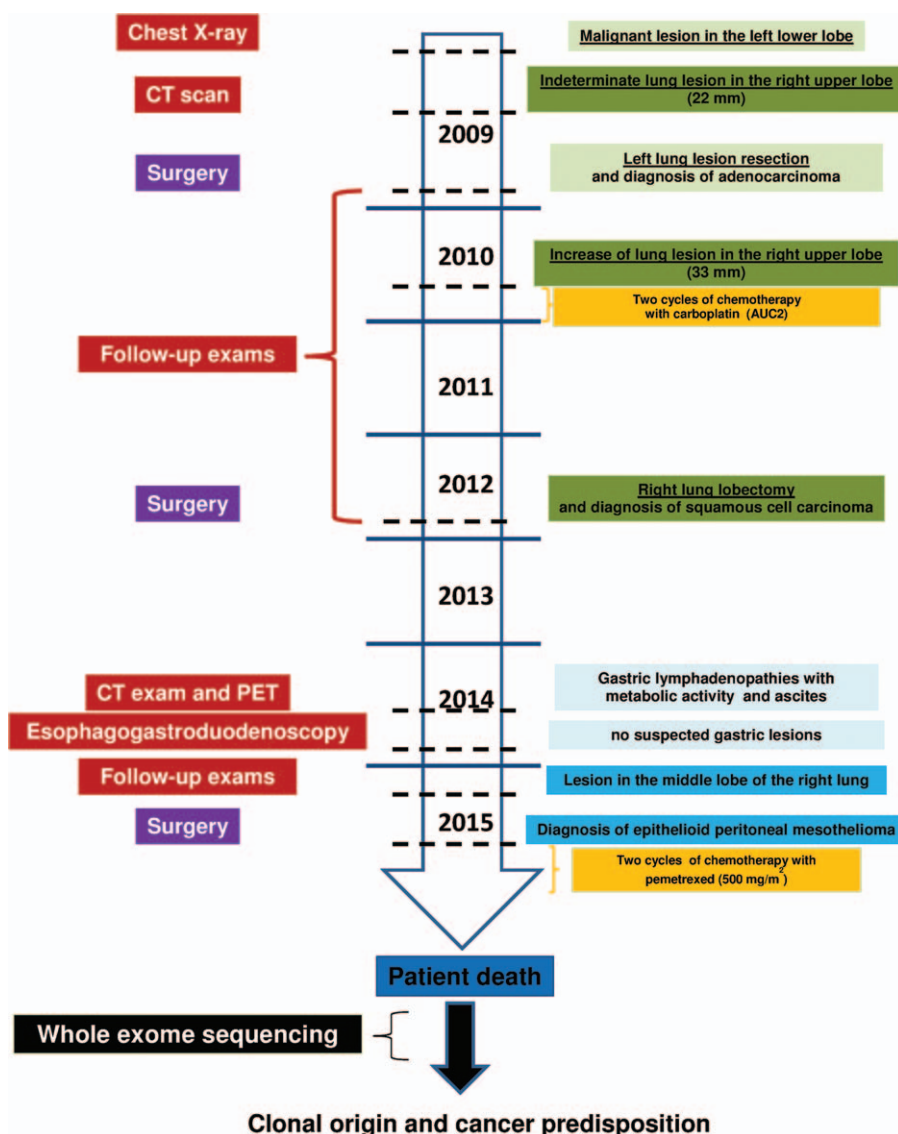 Chest X-ray
Malignant lesion in the left lower lobe
CT scan
Indeterminate lung lesion in the right upper lobe
(22 mm)
2009
Surgery
Left lung lesion resection
and diagnosis of adenocarcinoma
2010
Increase of lung lesion in the right upper lobe
(33 mm)
Two cycles of chemotherapy
with carboplatin (AUC2)
Follow-up exams
2011
Surgery
2012
Right lung lobectomy
and diagnosis of squamous cell carcinoma
2013
CT exam and PET
2014
Gastric lymphadenopathies with
metabolic activity and ascites
Esophagogastroduodenoscopy
no suspected gastric lesions
Follow-up exams
Lesion in the middle lobe of the right lung
Surgery
2015
Diagnosis of epithelioid peritoneal mesothelioma
Two cycles of chemotherapy with
pemetrexed (500 mg/m²)
Patient death
Whole exome sequencing
Clonal origin and cancer predisposition